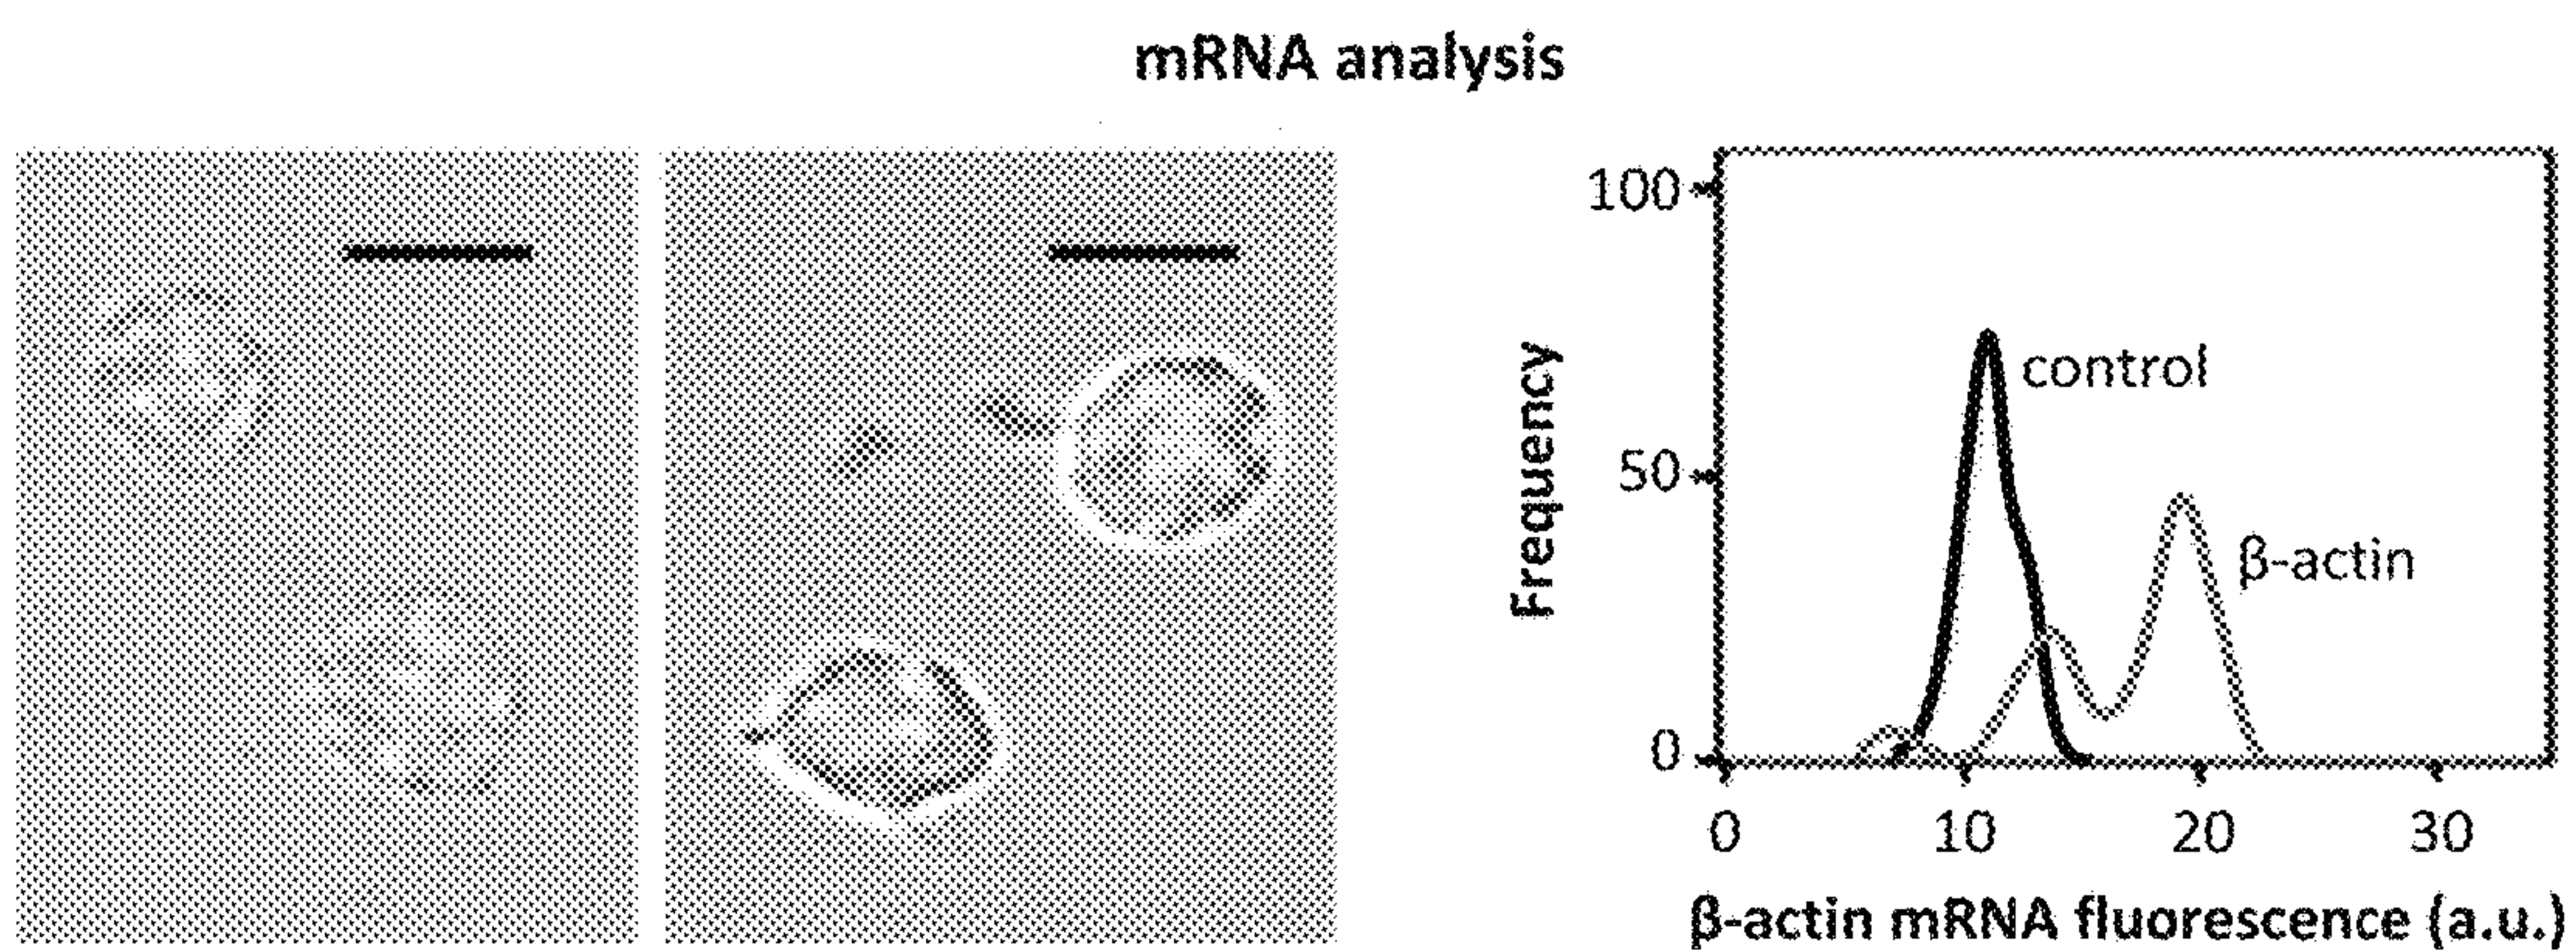 mRNA analysis
100
50
0
Frequency
control
β-actin
0 10 20 30
β-actin mRNA fluorescence (a.u.)